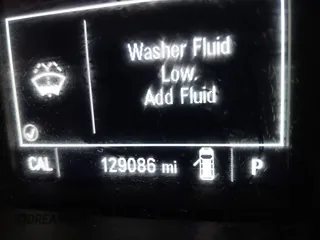 Washer Fluid
Low.
Add Fluid
CAL 129086 mi P